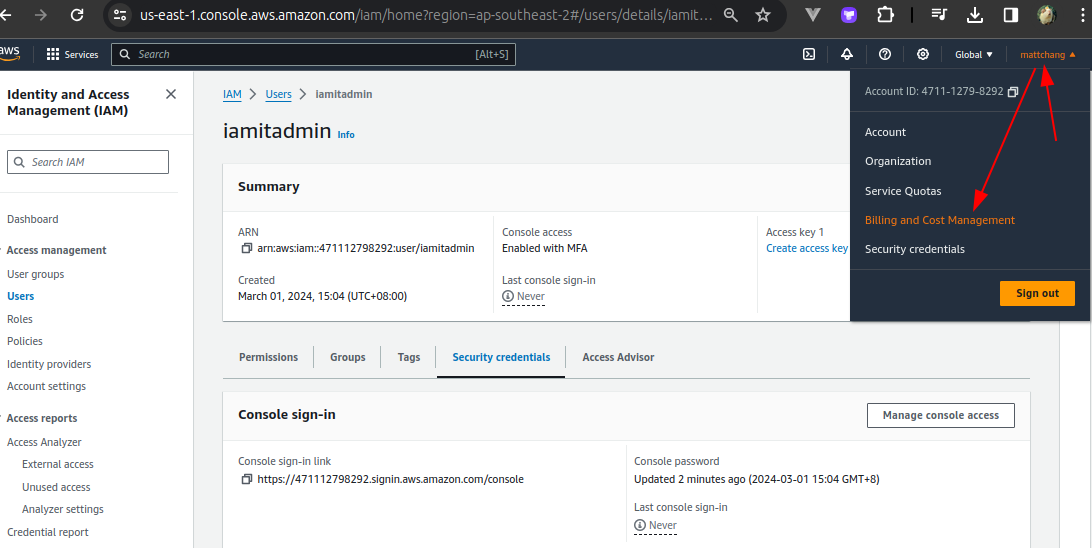 us-east-1.console.aws.amazon.com/iam/home?region=ap-southeast-2#/users/details/iamit...
aws
Services
Search
[Alt+S]
Global
mattchang
Identity and Access
Management (IAM)
Search IAM
Dashboard
Access management
User groups
Users
Roles
Policies
Identity providers
Account settings
Access reports
Access Analyzer
External access
Unused access
Analyzer settings
Credential report
IAM > Users > iamitadmin
iamitadmin Info
Summary
ARN
arn:aws:iam::471112798292:user/iamitadmin
Created
March 01, 2024, 15:04 (UTC+08:00)
Console access
Enabled with MFA
Last console sign-in
Never
Access key 1
Create access key
Account ID: 4711-1279-8292
Account
Organization
Service Quotas
Billing and Cost Management
Security credentials
Sign out
Permissions
Groups
Tags
Security credentials
Access Advisor
Console sign-in
Manage console access
Console sign-in link
https://471112798292.signin.aws.amazon.com/console
Console password
Updated 2 minutes ago (2024-03-01 15:04 GMT+8)
Last console sign-in
Never